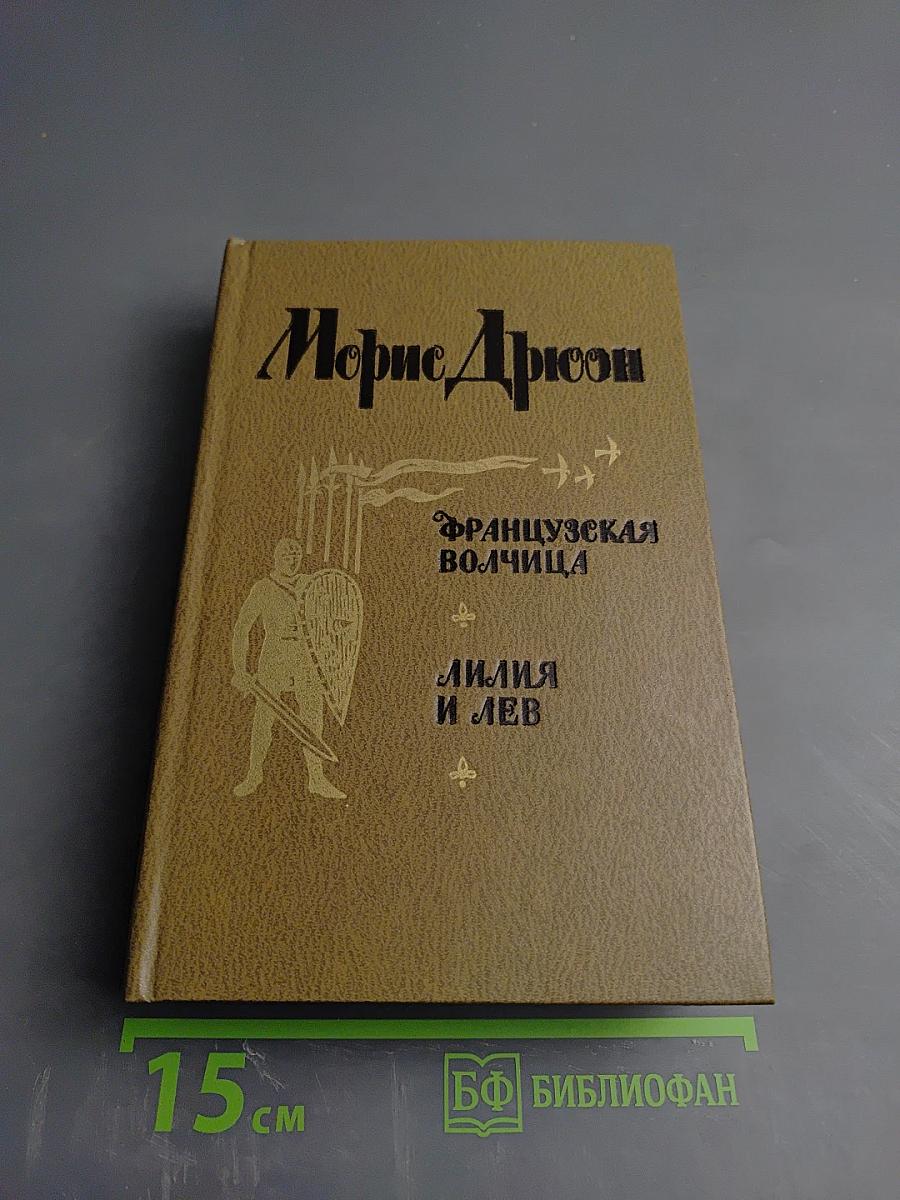 Морис Дрюон
ФРАНЦУЗСКАЯ
ВОЛЧИЦА
ЛИЛИЯ
И ЛЕВ
15 см
БФ БИБЛИОФАН